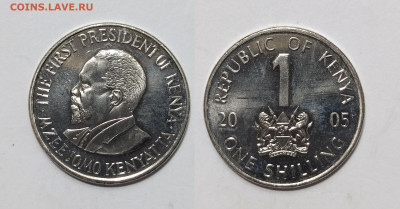 COINS.LAVE.RU
THE FIRST PRESIDENT OF KENYA
MZEE JOMO KENYATTA
REPUBLIC OF KENYA
1
20 05
ONE SHILLING